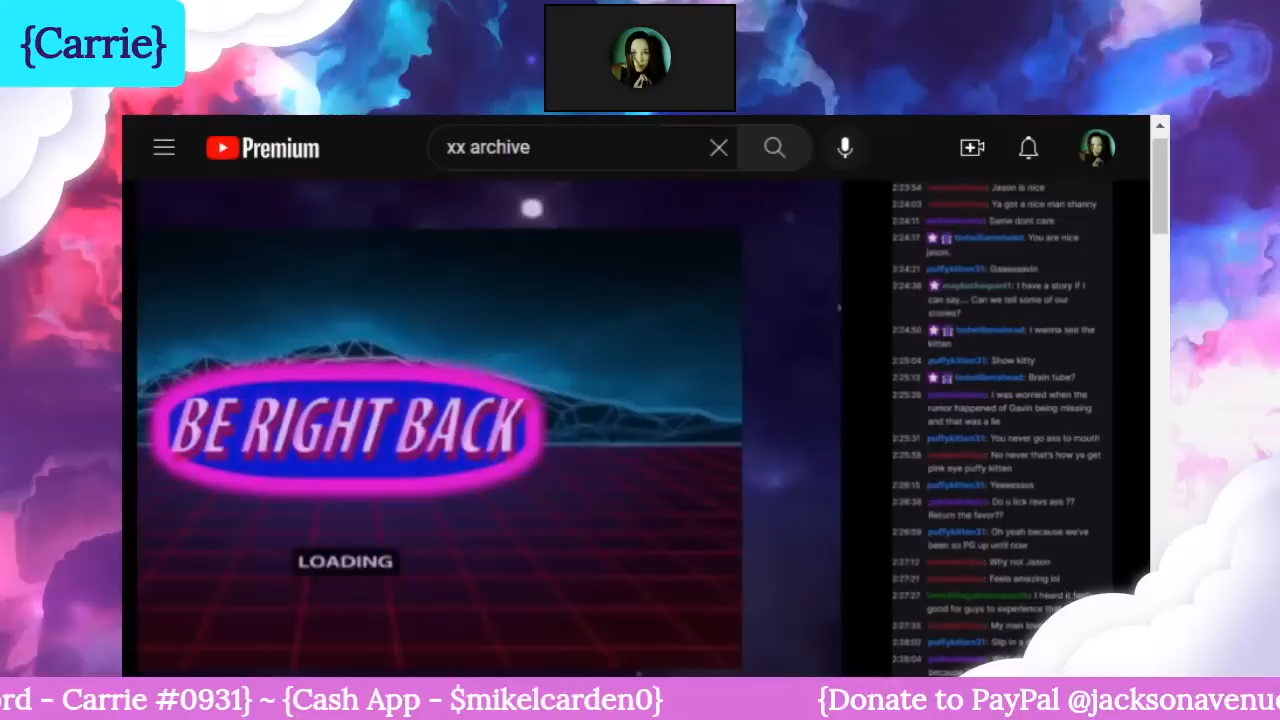 {Carrie}
Premium
xx archive
2:23:54 Jason is nice
2:24:03 Ya got a nice man shanny
2:24:11 Same dont care
2:24:17 You are nice
jason.
2:24:21 puffykitten31: Gaaaaaavin
2:24:38 I have a story if I
can say.... Can we tell some of our
stories?
2:24:50 i wanna see the
kitten
2:25:04 puffykitten31: Show kitty
2:25:13 Brain tube?
2:25:28 I was worned when the
rumor happened of Gavin being missing
and that was a lie
2:25:31 puffykitten31: You never go ass to mouth
2:25:53 No never that's how ya get
pink eye puffy kitten
2:26:15 puffykitten31: Yeeeessss
2:26:38 Do u lick revs ass ??
Return the favor??
2:26:59 puffykitten31: Oh yeah because we've
been so PG up until now
2:27:12 Why not Jason
2:27:21 Feels amazing lol
2:27:27 I heard it
good for guys to experience
2:27:35 My man
2:28:02 puffykitten31: Slip in a
2:28:04
BE RIGHT BACK
LOADING
ord - Carrie #0931} ~ {Cash App - $mikelcarden0}
{Donate to PayPal @jacksonavenu